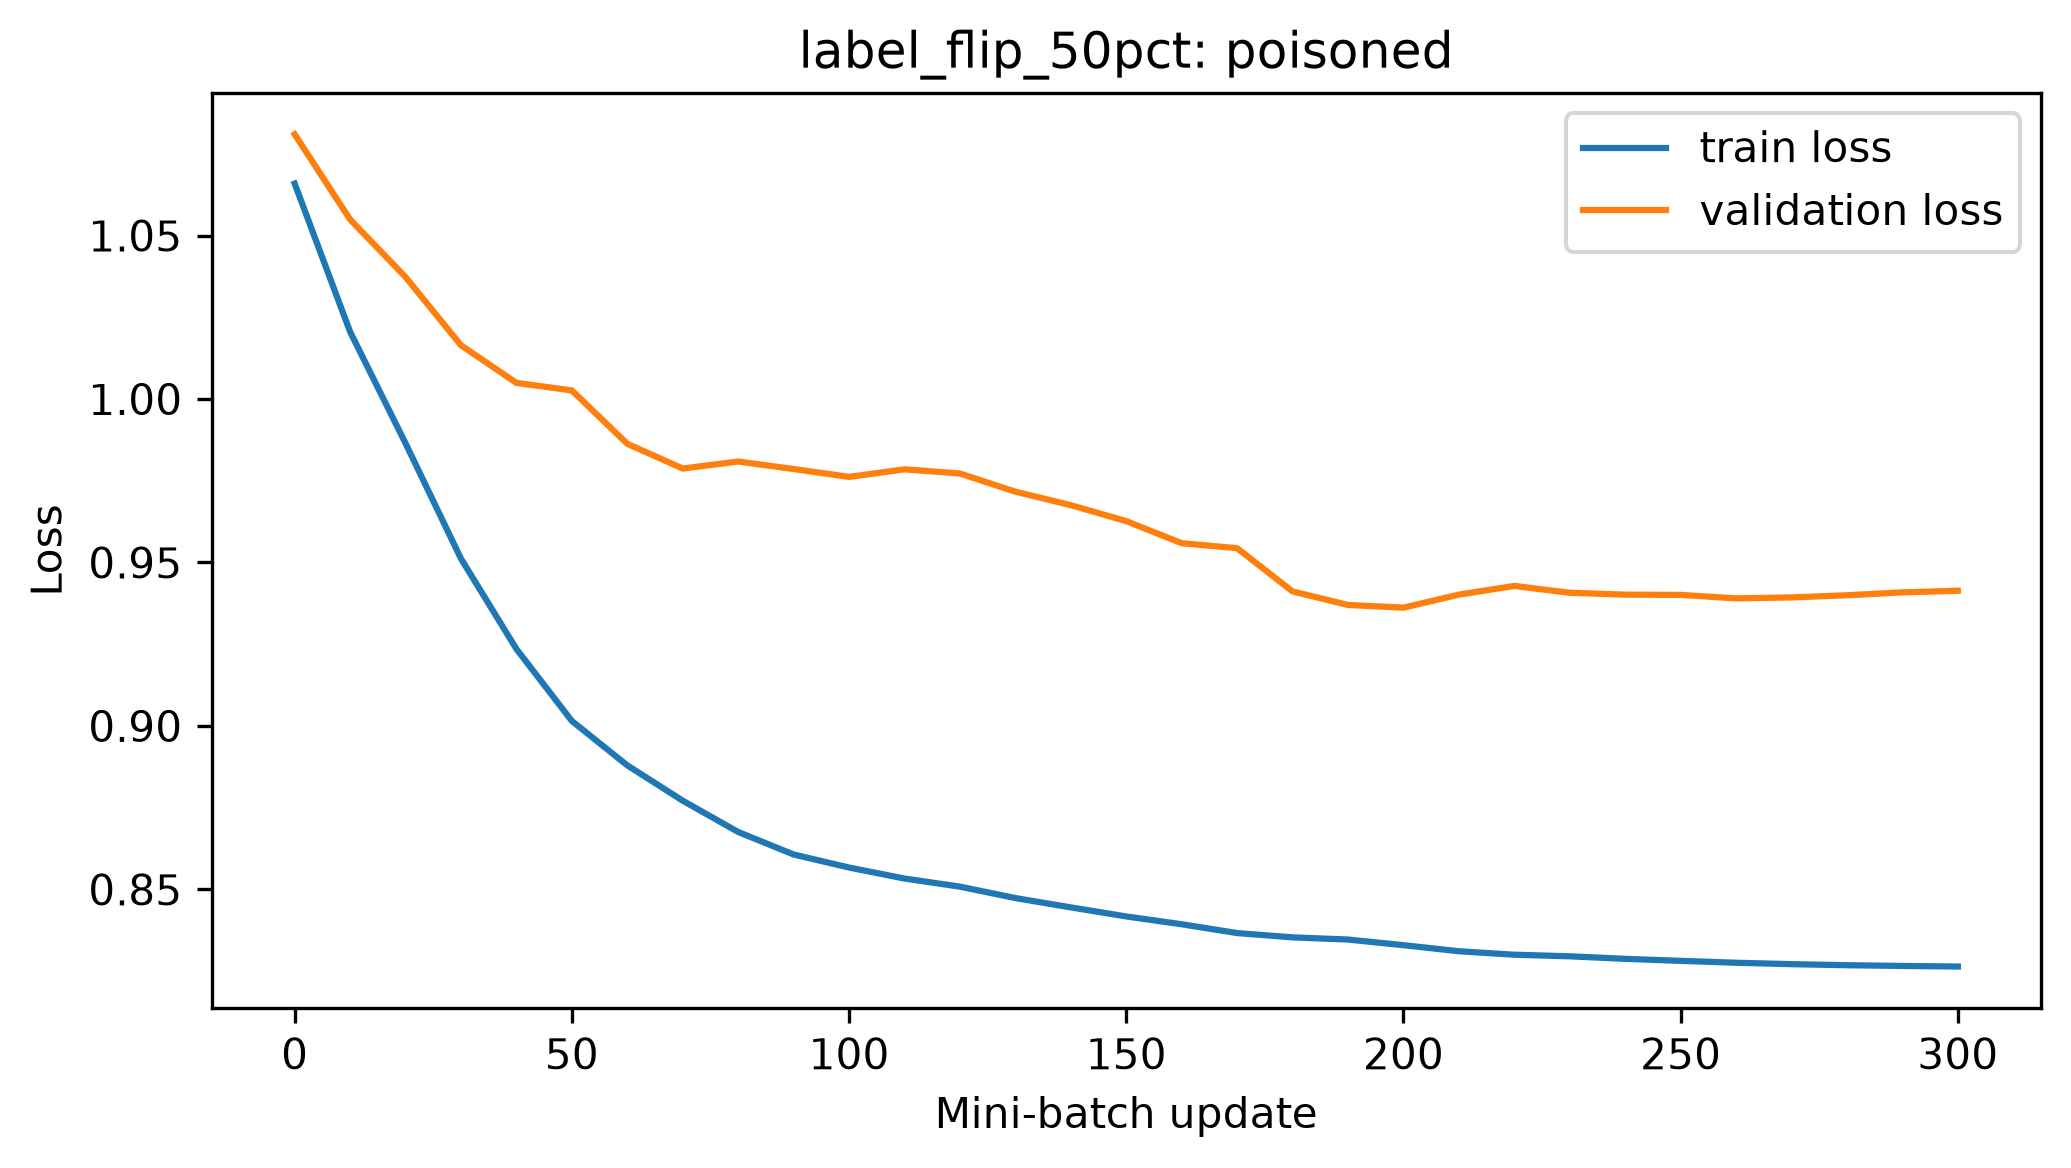 label_flip_50pct: poisoned
train loss
validation loss
Loss
1.05
1.00
0.95
0.90
0.85
0 50 100 150 200 250 300
Mini-batch update